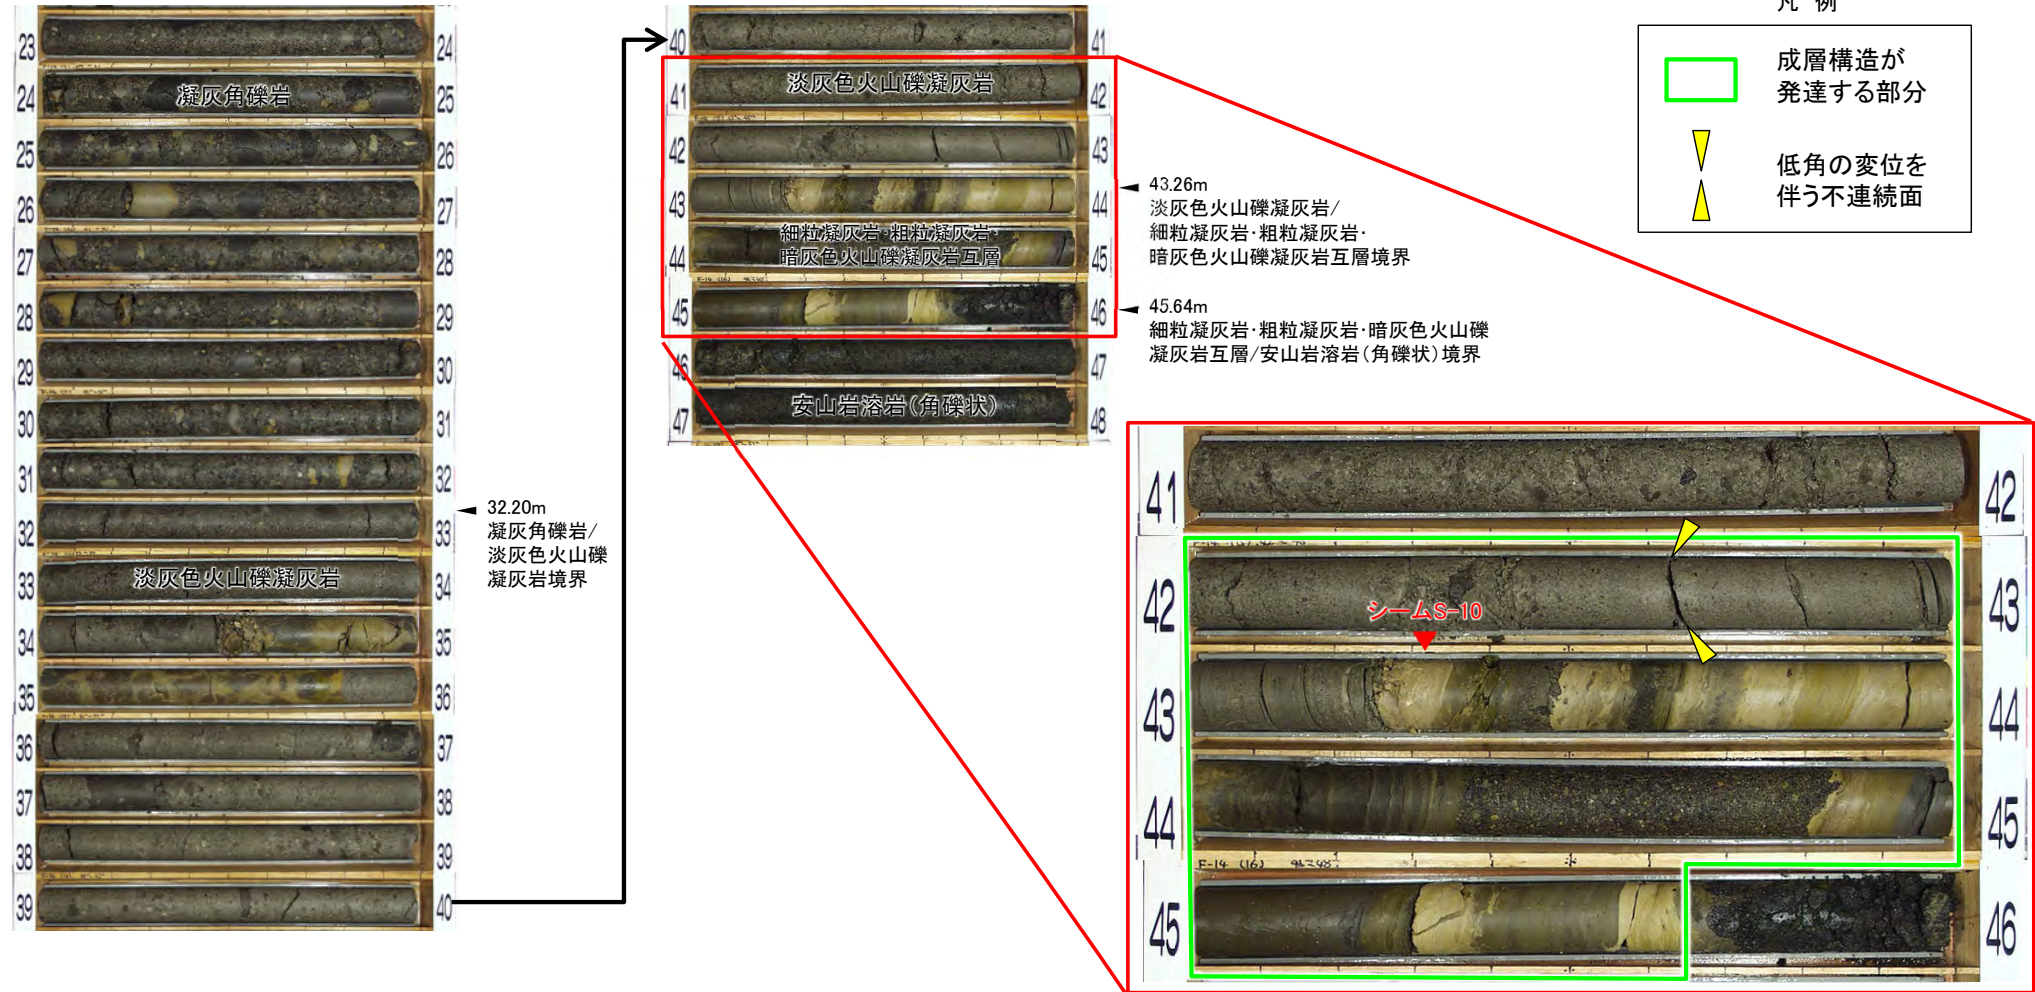 23 24
24 凝灰角礫岩 25
25 26
26 27
27 28
28 29
29 30
30 31
31 32
32 33
33 淡灰色火山礫凝灰岩 34
34 35
35 36
36 37
37 38
38 39
39 40
32.20m
凝灰角礫岩/
淡灰色火山礫
凝灰岩境界
40 41
41 淡灰色火山礫凝灰岩 42
42 43
43 44
44 細粒凝灰岩・粗粒凝灰岩・ 45
暗灰色火山礫凝灰岩互層
45 46
46 47
47 安山岩溶岩(角礫状) 48
43.26m
淡灰色火山礫凝灰岩/
細粒凝灰岩・粗粒凝灰岩・
暗灰色火山礫凝灰岩互層境界
45.64m
細粒凝灰岩・粗粒凝灰岩・暗灰色火山礫
凝灰岩互層/安山岩溶岩(角礫状)境界
凡 例
成層構造が
発達する部分
低角の変位を
伴う不連続面
41 42
42 43
シームS-10
43 44
44 45
F-14 (16)
45 46